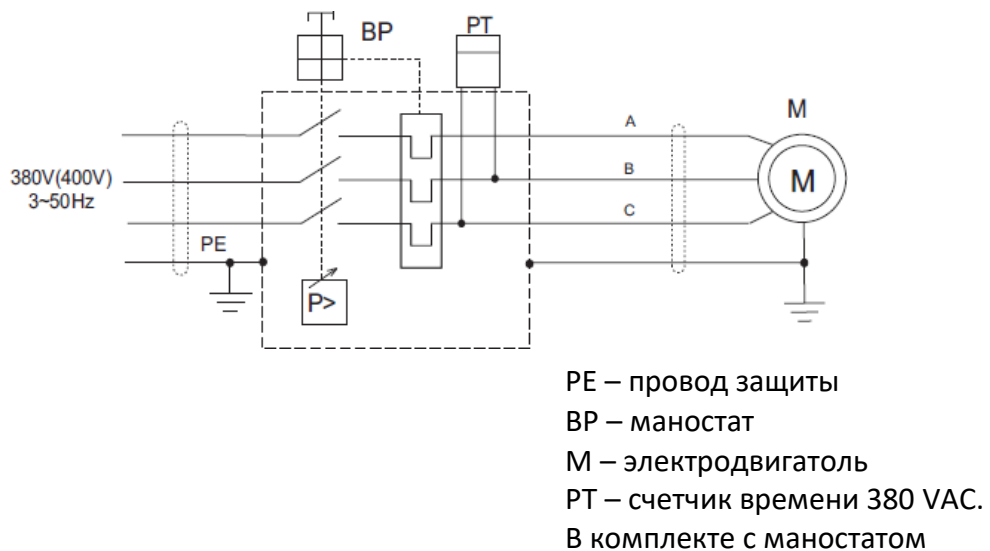 BP
PT
M
A
B
C
M
380V(400V)
3~50Hz
PE
P>
PE – провод защиты
BP – маностат
М – электродвигатоль
РТ – счетчик времени 380 VAC.
В комплекте с маностатом